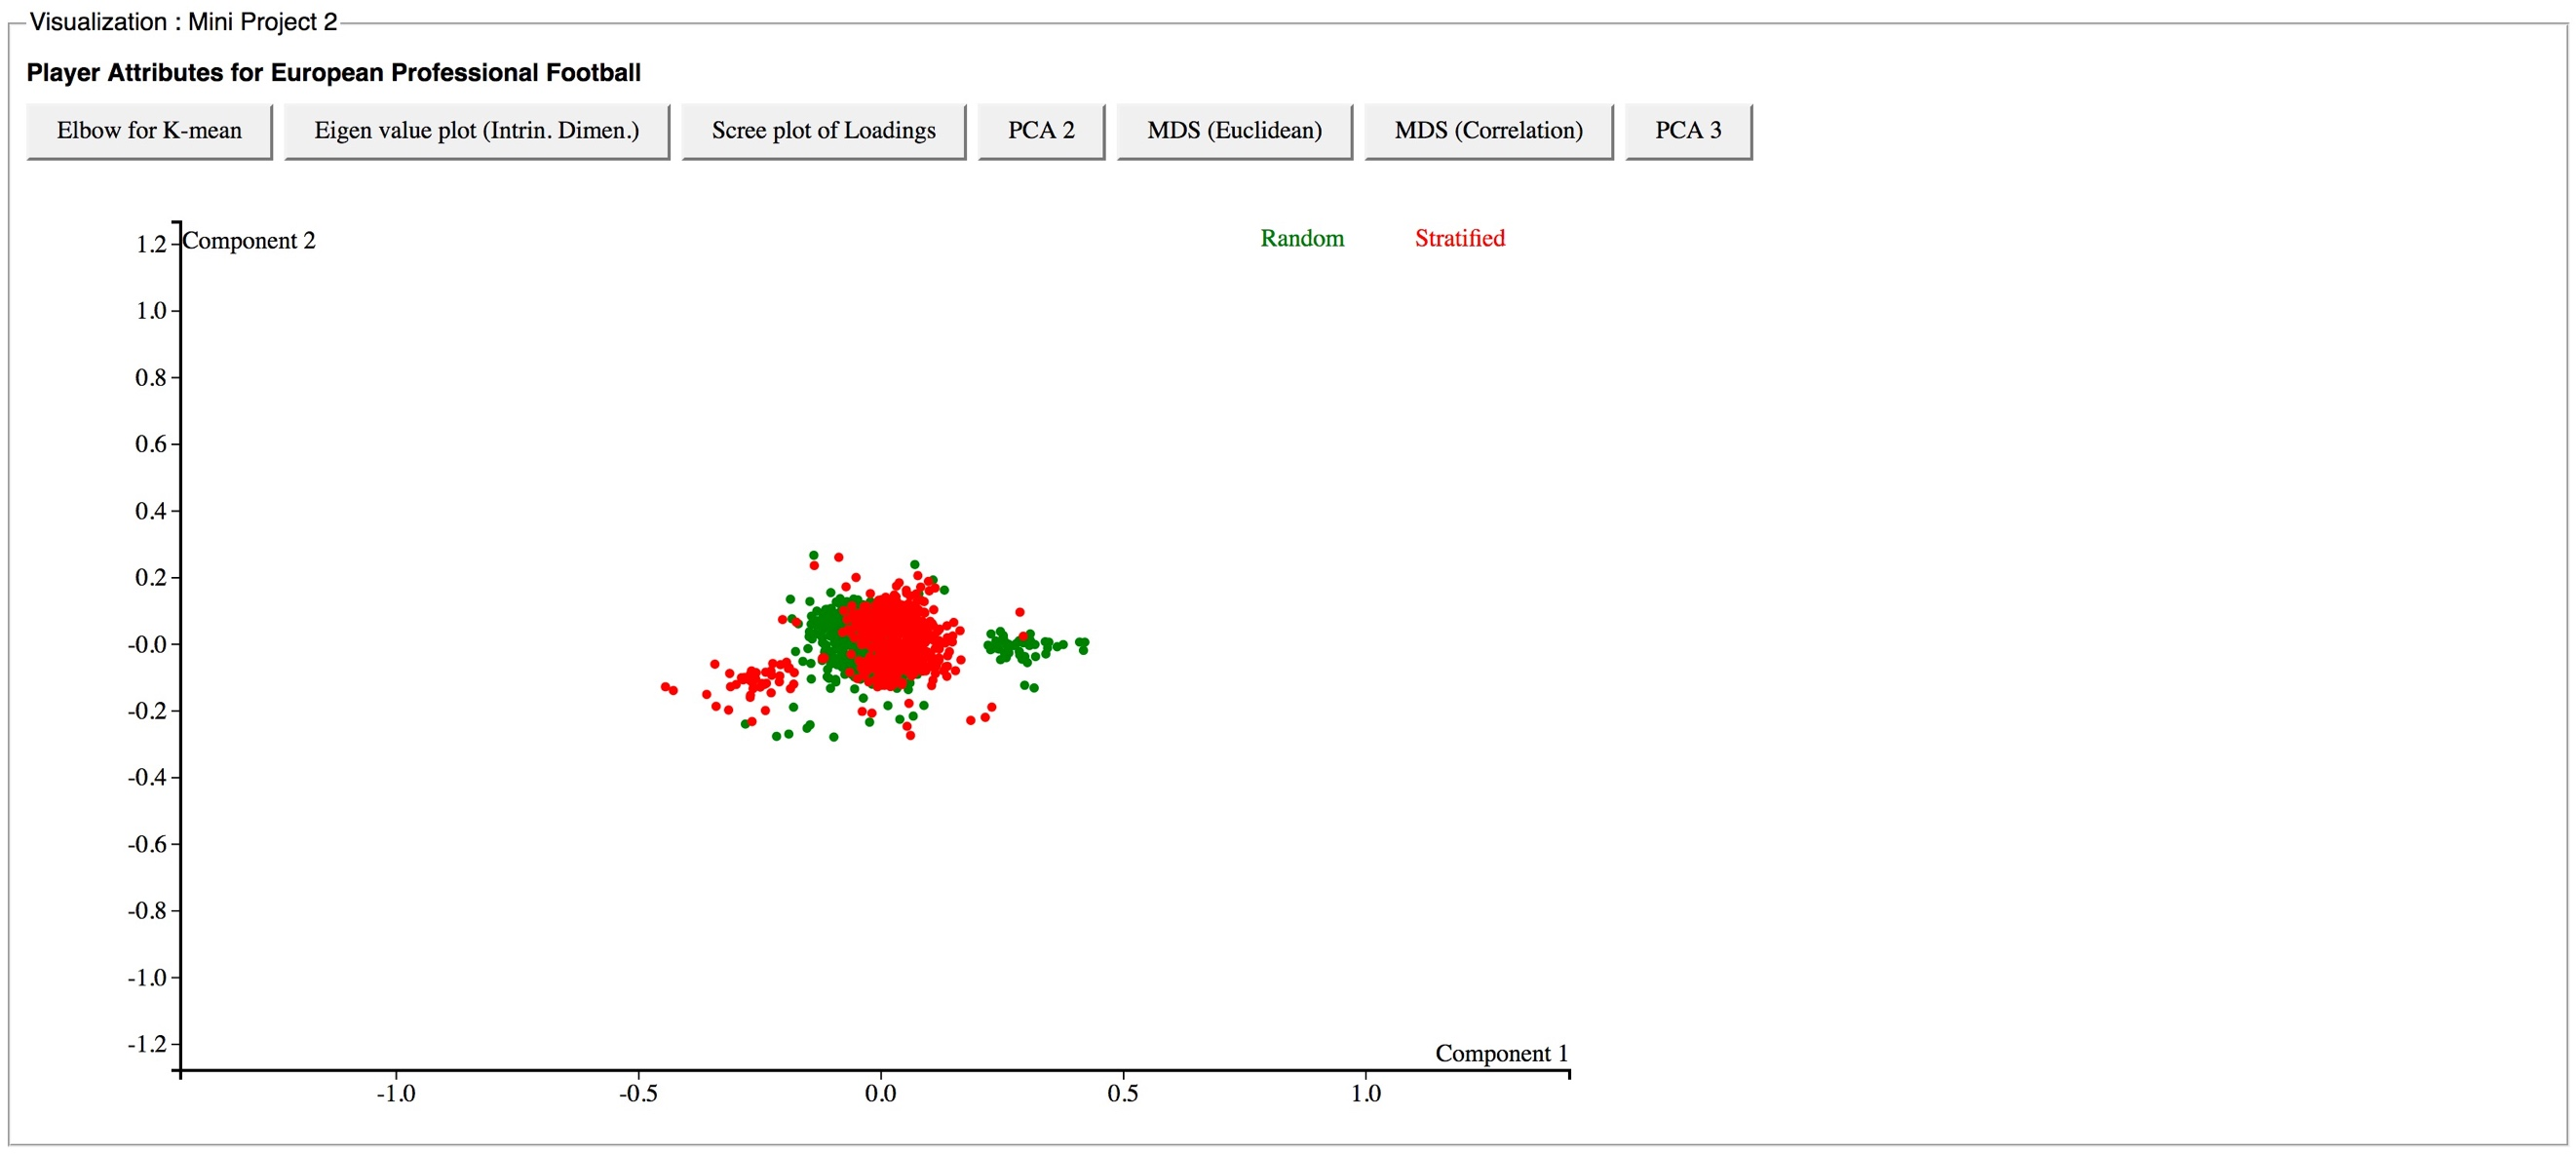 Visualization : Mini Project 2
Player Attributes for European Professional Football
Elbow for K-mean Eigen value plot (Intrin. Dimen.) Scree plot of Loadings PCA 2 MDS (Euclidean) MDS (Correlation) PCA 3
Component 2
Random Stratified
1.2
1.0
0.8
0.6
0.4
0.2
-0.0
-0.2
-0.4
-0.6
-0.8
-1.0
-1.2
Component 1
-1.0 -0.5 0.0 0.5 1.0